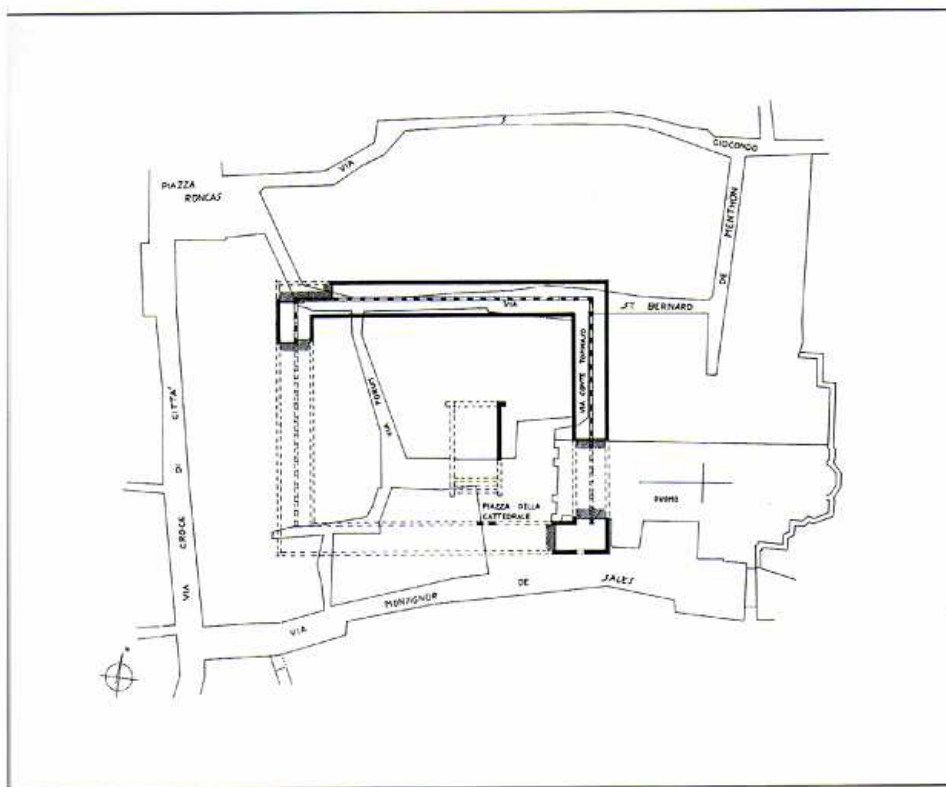 PIAZZA
RONCAS
VIA
S.
GIOCONDO
DE MENTHON
VIA
ST. BERNARD
VIA CONTE TOMMASO
VIA FORUM
VIA CROCE DI CITTA'
PIAZZA DELLA
CATTEDRALE
DUOMO
VIA MONSIGNOR DE SALES